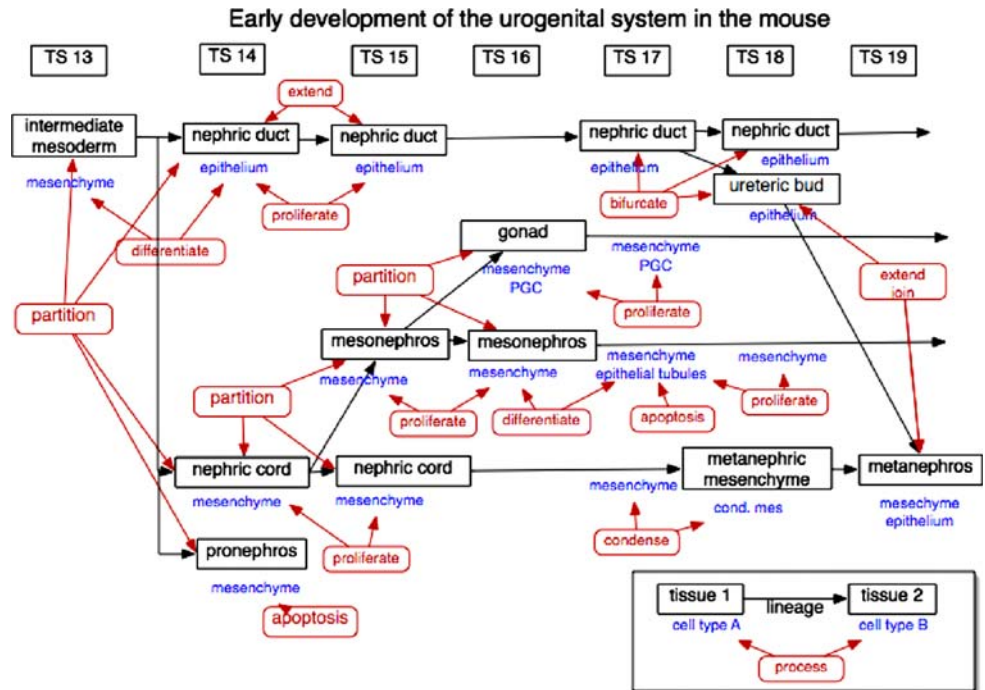 Early development of the urogenital system in the mouse
TS 13
TS 14
TS 15
TS 16
TS 17
TS 18
TS 19
extend
intermediate
mesoderm
nephric duct
nephric duct
nephric duct
nephric duct
mesenchyme
epithelium
epithelium
epithelium
epithelium
ureteric bud
epithelium
proliferate
bifurcate
differentiate
gonad
mesenchyme
PGC
mesenchyme
PGC
partition
extend
join
partition
proliferate
mesonephros
mesonephros
mesenchyme
mesenchyme
mesenchyme
epithelial tubules
mesenchyme
partition
proliferate
differentiate
apoptosis
proliferate
nephric cord
nephric cord
metanephric
mesenchyme
metanephros
mesenchyme
mesenchyme
mesenchyme
cond. mes
mesechyme
epithelium
condense
proliferate
pronephros
mesenchyme
apoptosis
tissue 1
lineage
tissue 2
cell type A
cell type B
process